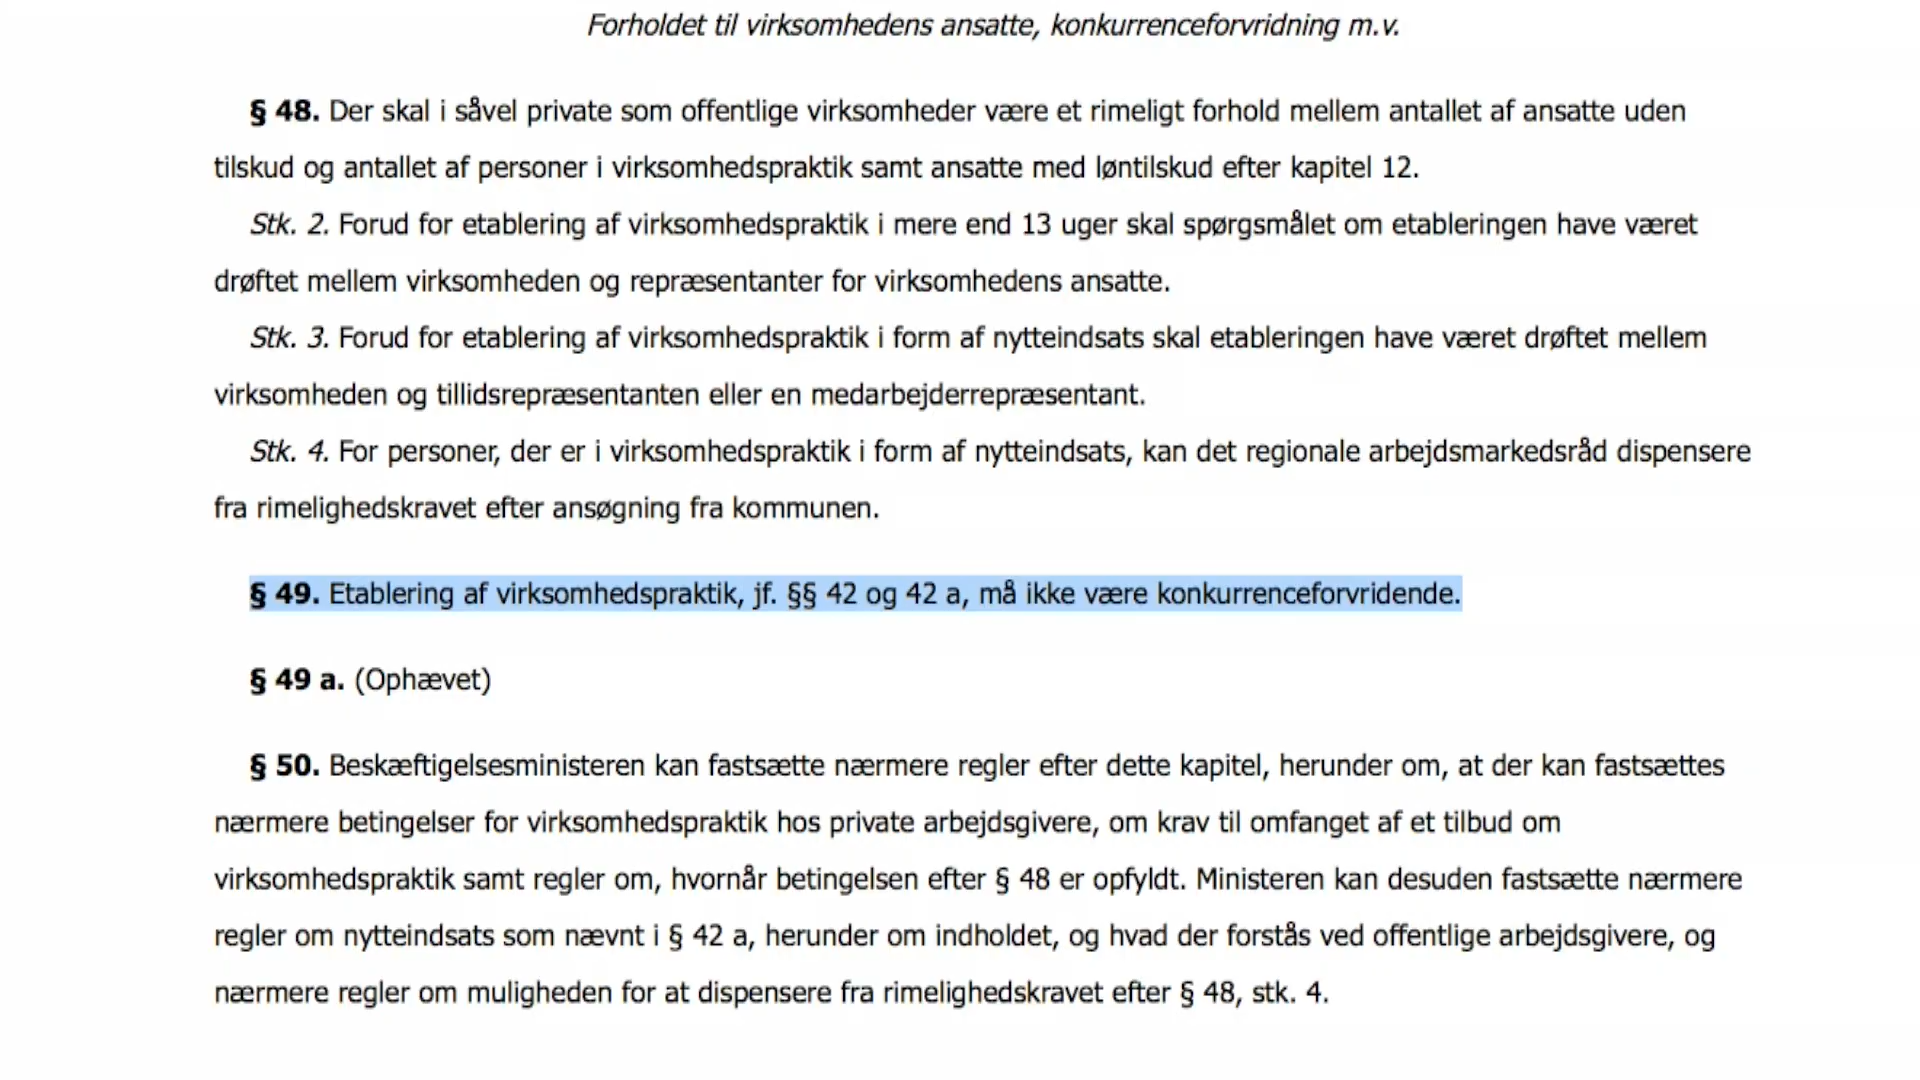 Forholdet til virksomhedens ansatte, konkurrenceforvridning m.v.
§ 48. Der skal i såvel private som offentlige virksomheder være et rimeligt forhold mellem antallet af ansatte uden
tilskud og antallet af personer i virksomhedspraktik samt ansatte med løntilskud efter kapitel 12.
Stk. 2. Forud for etablering af virksomhedspraktik i mere end 13 uger skal spørgsmålet om etableringen have været
drøftet mellem virksomheden og repræsentanter for virksomhedens ansatte.
Stk. 3. Forud for etablering af virksomhedspraktik i form af nytteindsats skal etableringen have været drøftet mellem
virksomheden og tillidsrepræsentanten eller en medarbejderrepræsentant.
Stk. 4. For personer, der er i virksomhedspraktik i form af nytteindsats, kan det regionale arbejdsmarkedsråd dispensere
fra rimelighedskravet efter ansøgning fra kommunen.
§ 49. Etablering af virksomhedspraktik, jf. §§ 42 og 42 a, må ikke være konkurrenceforvridende.
§ 49 a. (Ophævet)
§ 50. Beskæftigelsesministeren kan fastsætte nærmere regler efter dette kapitel, herunder om, at der kan fastsættes
nærmere betingelser for virksomhedspraktik hos private arbejdsgivere, om krav til omfanget af et tilbud om
virksomhedspraktik samt regler om, hvornår betingelsen efter § 48 er opfyldt. Ministeren kan desuden fastsætte nærmere
regler om nytteindsats som nævnt i § 42 a, herunder om indholdet, og hvad der forstås ved offentlige arbejdsgivere, og
nærmere regler om muligheden for at dispensere fra rimelighedskravet efter § 48, stk. 4.